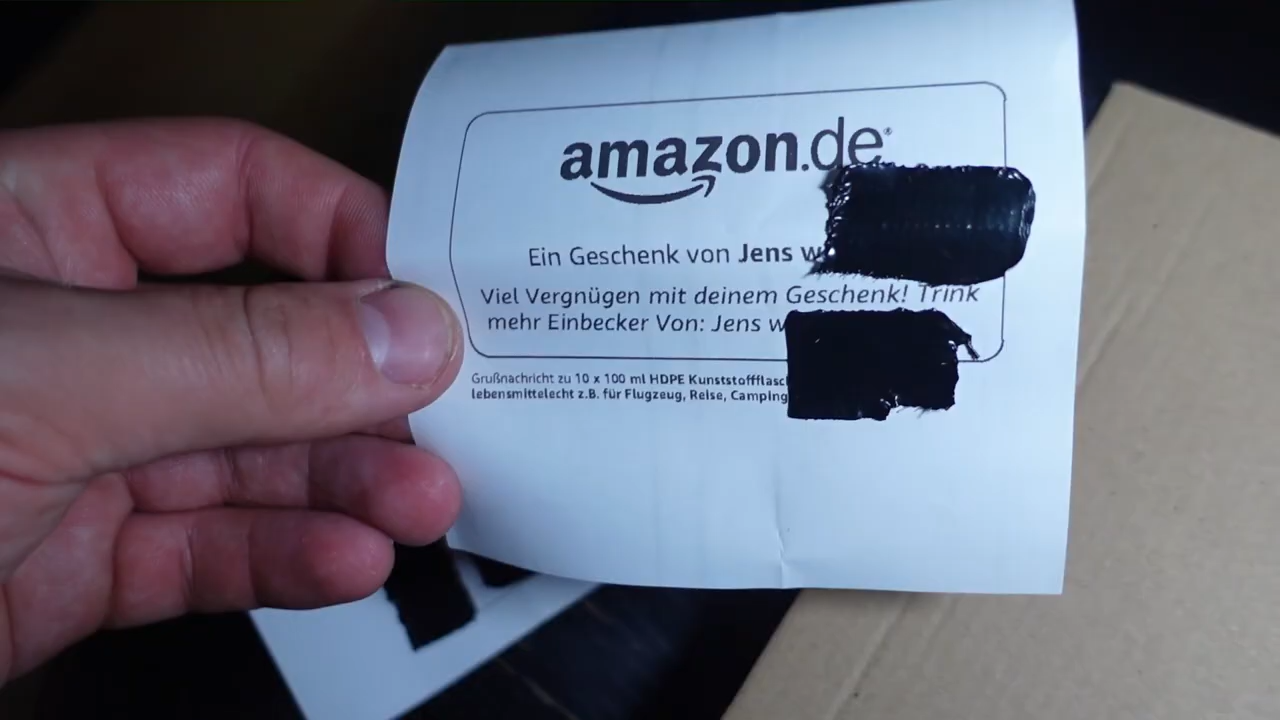 amazon.de
Ein Geschenk von Jens w
Viel Vergnügen mit deinem Geschenk! Trink
mehr Einbecker Von: Jens w
Grußnachricht zu 10 x 100 ml HDPE Kunststoffflasc
lebensmittelecht z.B. für Flugzeug, Reise, Camping